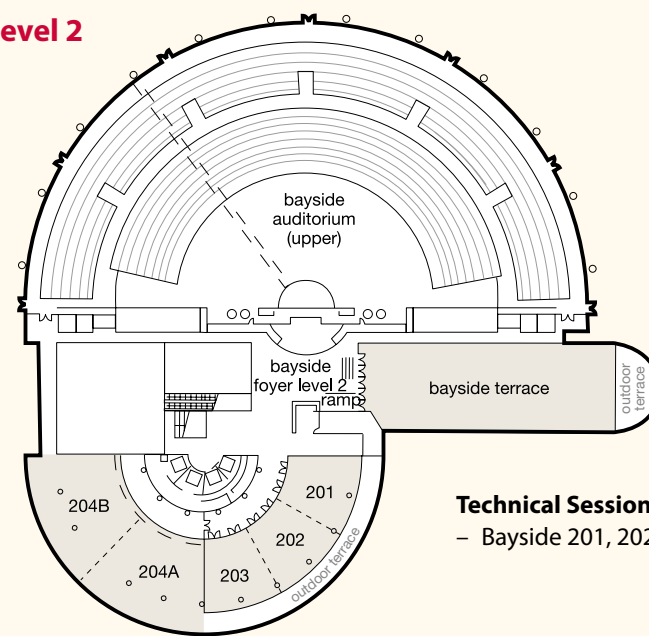 evel 2
bayside
auditorium
(upper)
bayside
foyer level 2
ramp
bayside terrace
outdoor
terrace
204B
201
202
204A
203
outdoor terrace
Technical Session
– Bayside 201, 202